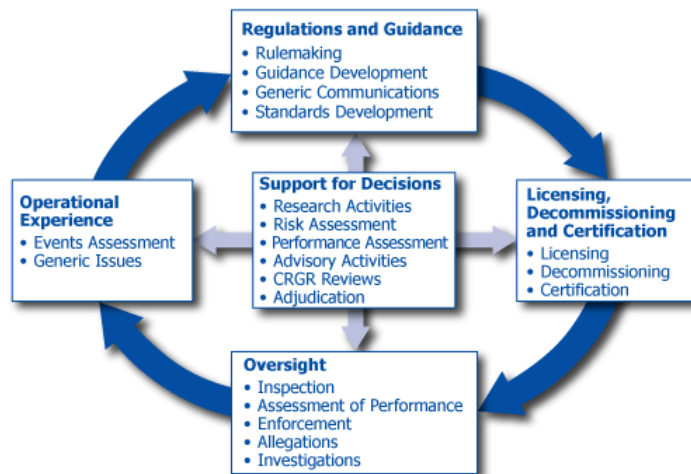 Regulations and Guidance
• Rulemaking
• Guidance Development
• Generic Communications
• Standards Development
Operational
Experience
• Events Assessment
• Generic Issues
Support for Decisions
• Research Activities
• Risk Assessment
• Performance Assessment
• Advisory Activities
• CRGR Reviews
• Adjudication
Licensing,
Decommissioning
and Certification
• Licensing
• Decommissioning
• Certification
Oversight
• Inspection
• Assessment of Performance
• Enforcement
• Allegations
• Investigations